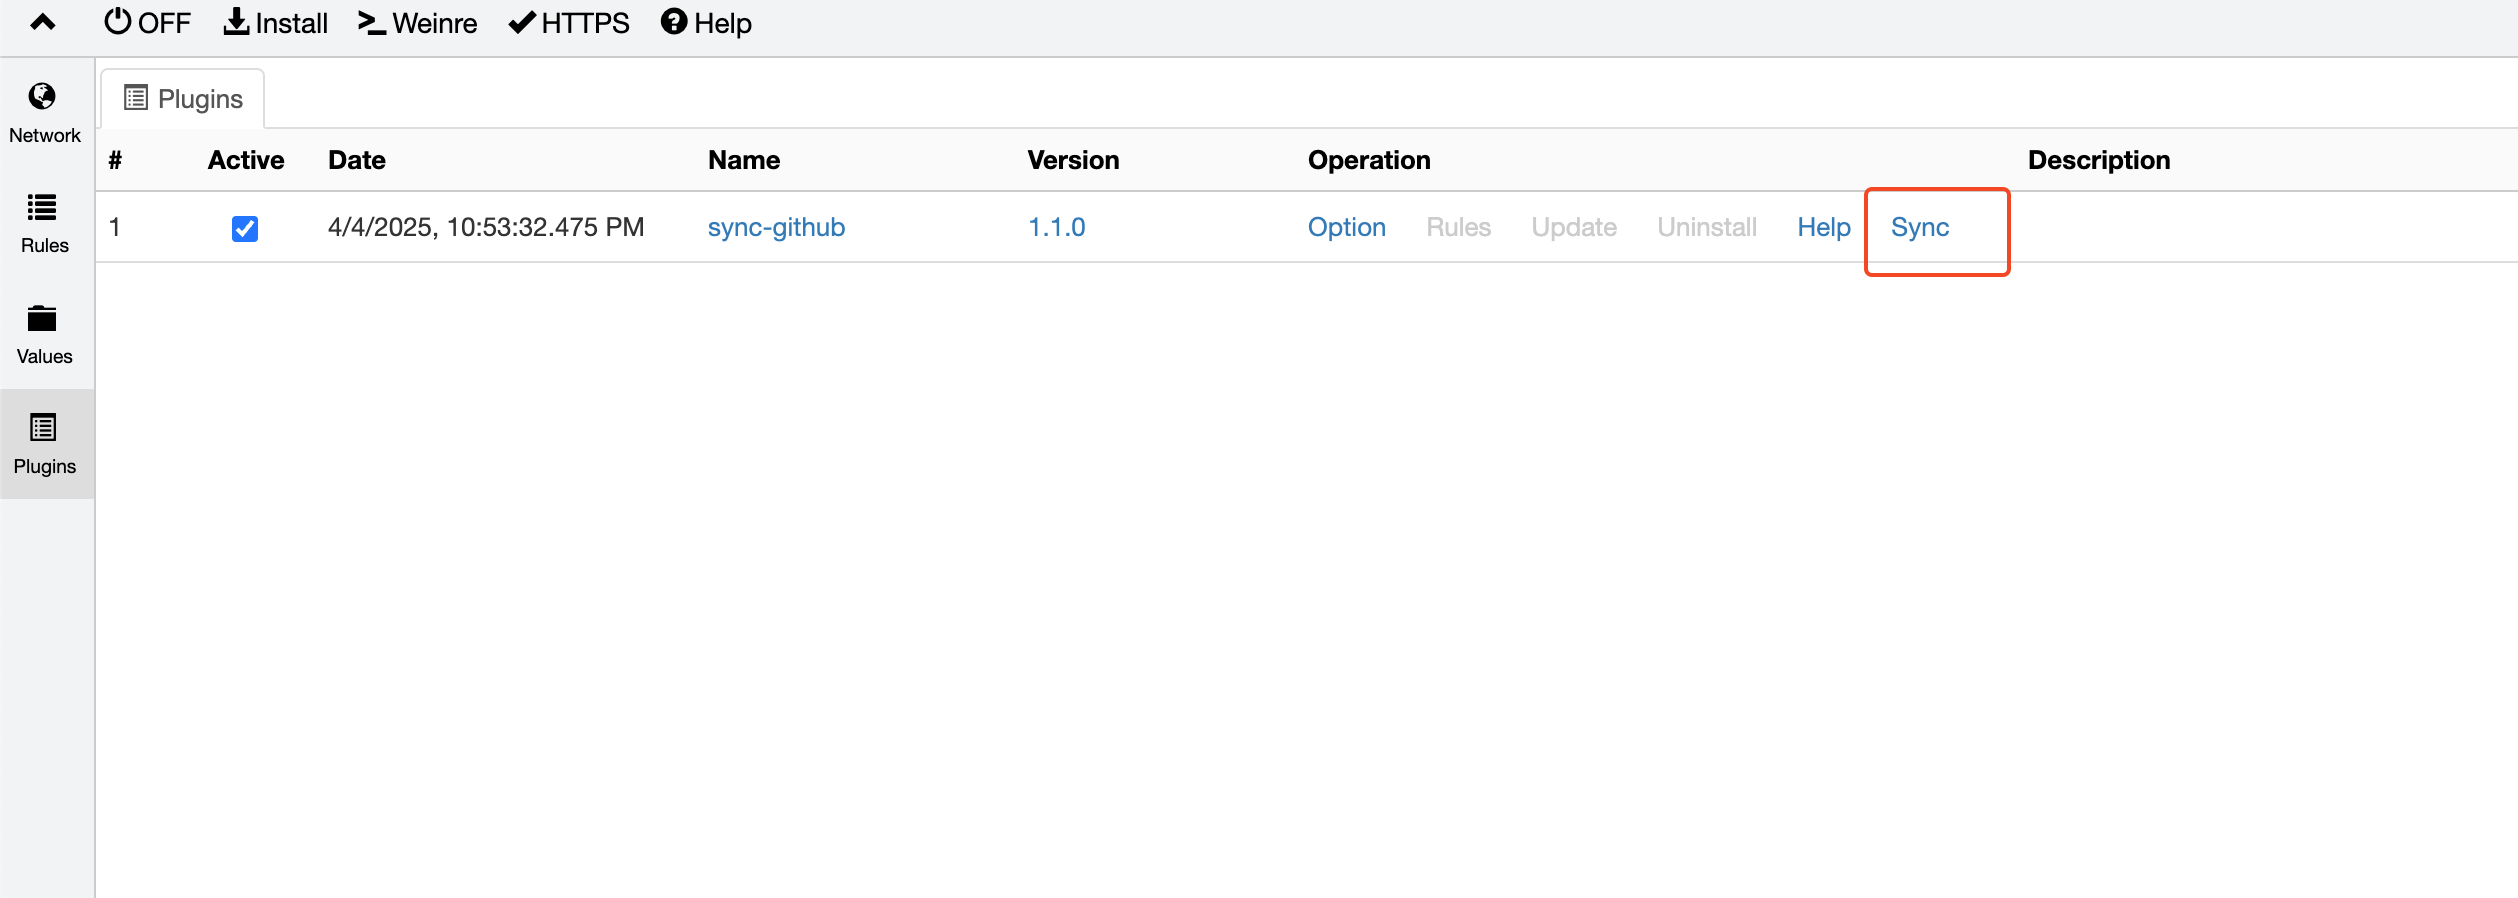 OFF Install Weinre HTTPS Help
Network
Rules
Values
Plugins
Plugins
# Active Date Name Version Operation Description
1 4/4/2025, 10:53:32.475 PM sync-github 1.1.0 Option Rules Update Uninstall Help Sync